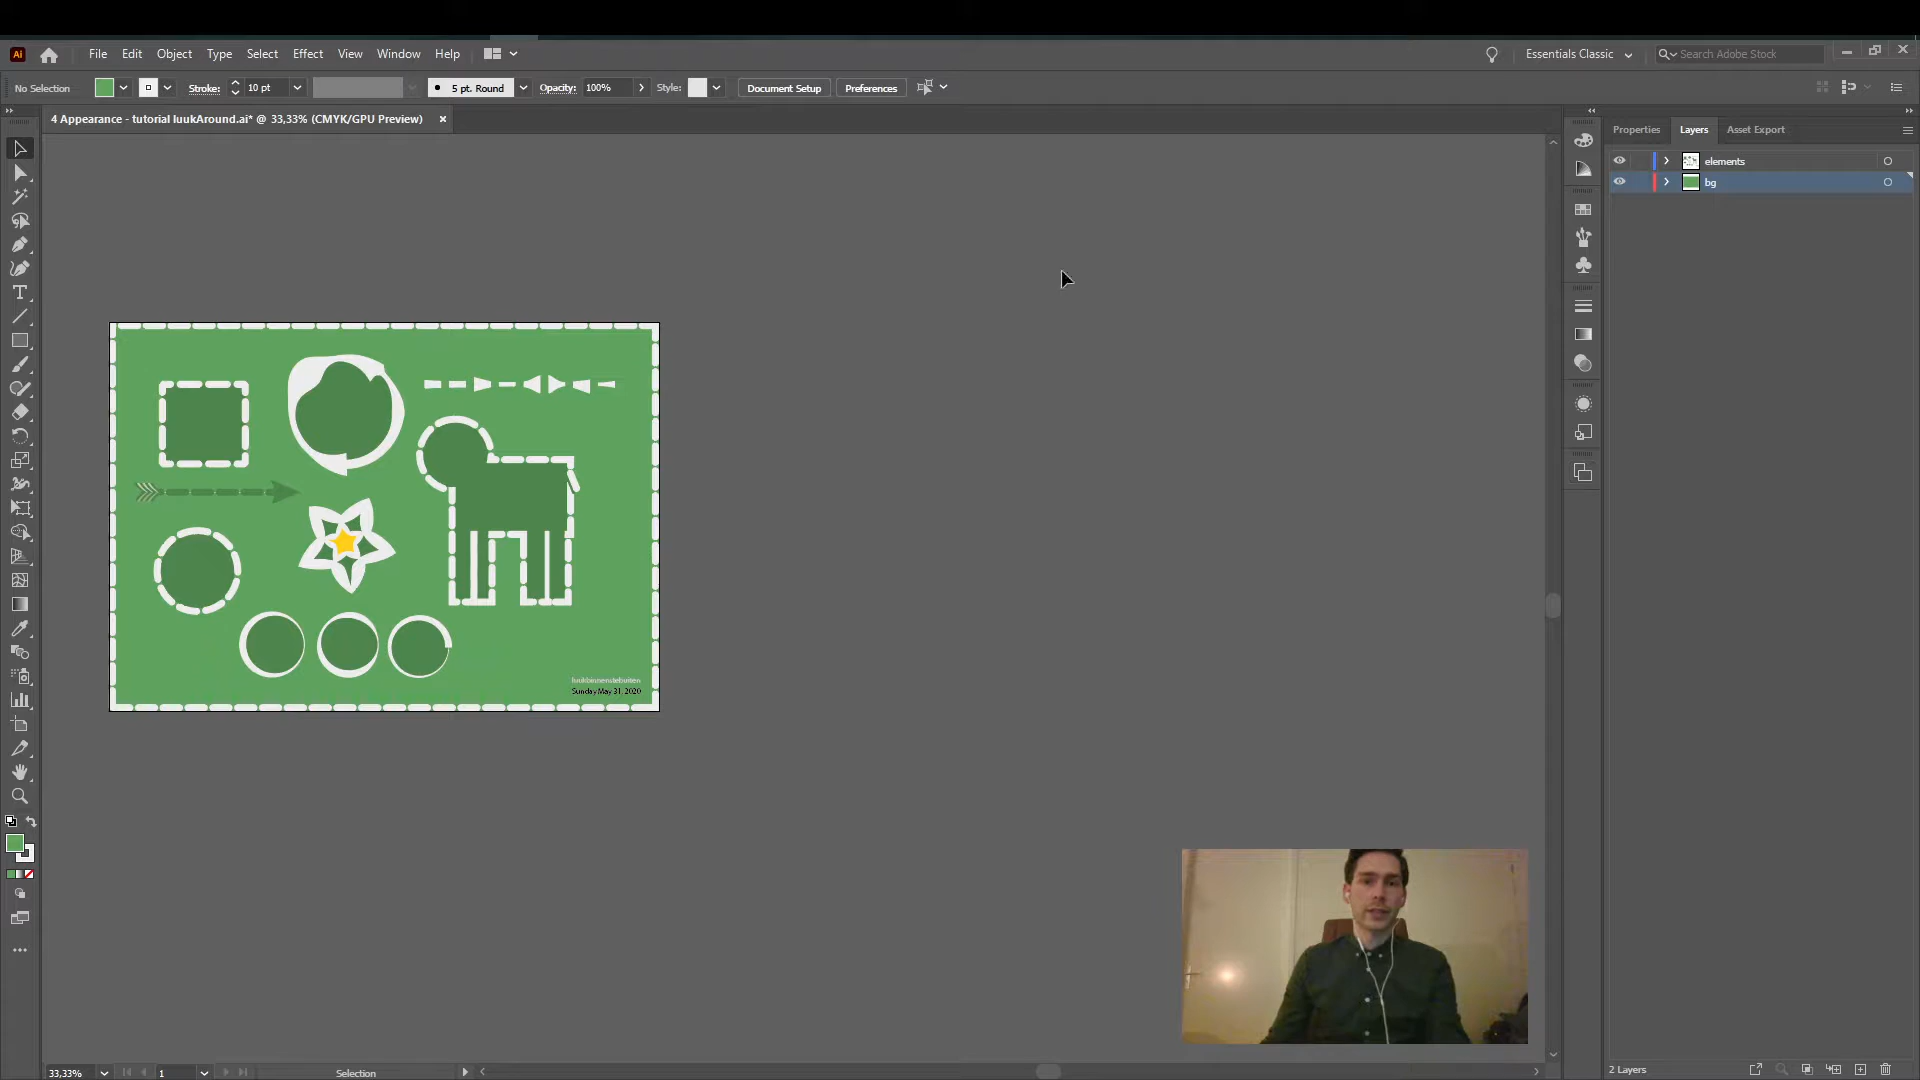 Ai File Edit Object Type Select Effect View Window Help
Essentials Classic Search Adobe Stock
No Selection Stroke: 10 pt 5 pt. Round Opacity: 100% Style: Document Setup Preferences
4 Appearance - tutorial luukAround.ai* @ 33,33% (CMYK/GPU Preview)
Properties Layers Asset Export
elements
bg
Sunday May 31, 2020
33,33% 1 Selection
2 Layers